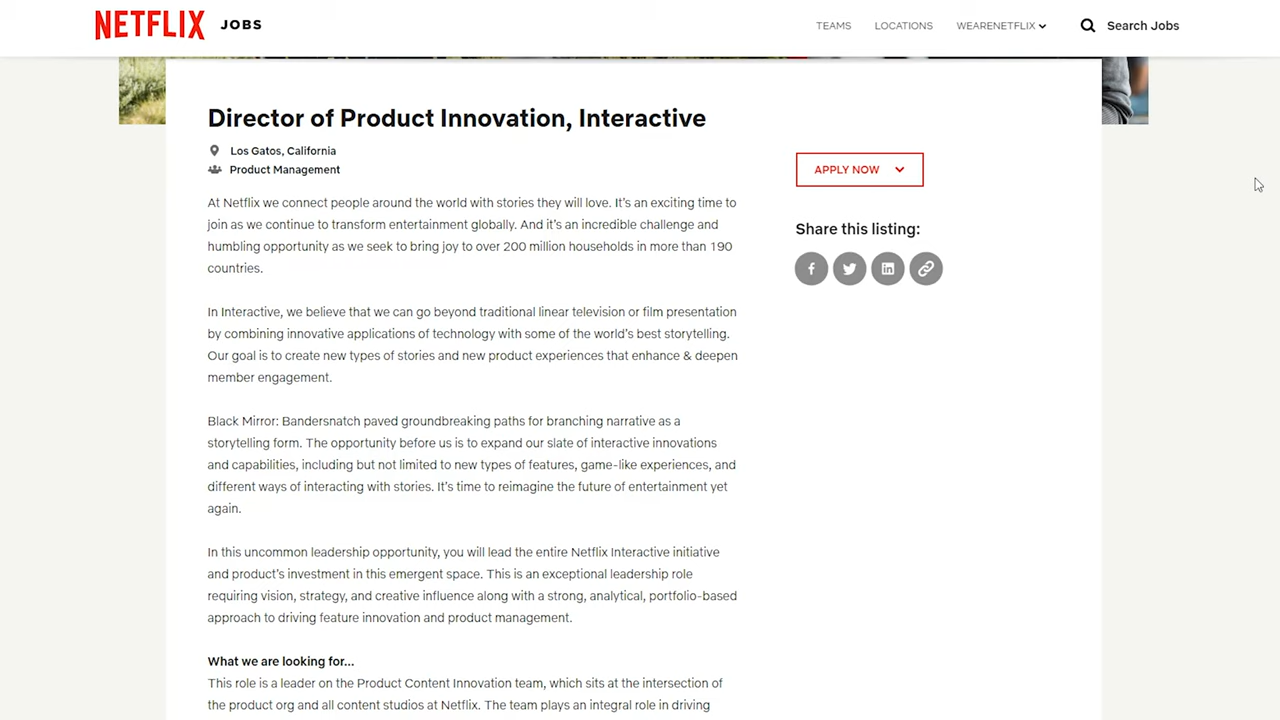 NETFLIX JOBS
TEAMS LOCATIONS WEARENETFLIX Search Jobs
Director of Product Innovation, Interactive
Los Gatos, California
Product Management
APPLY NOW
Share this listing:
At Netflix we connect people around the world with stories they will love. It's an exciting time to
join as we continue to transform entertainment globally. And it's an incredible challenge and
humbling opportunity as we seek to bring joy to over 200 million households in more than 190
countries.
In Interactive, we believe that we can go beyond traditional linear television or film presentation
by combining innovative applications of technology with some of the world's best storytelling.
Our goal is to create new types of stories and new product experiences that enhance & deepen
member engagement.
Black Mirror: Bandersnatch paved groundbreaking paths for branching narrative as a
storytelling form. The opportunity before us is to expand our slate of interactive innovations
and capabilities, including but not limited to new types of features, game-like experiences, and
different ways of interacting with stories. It's time to reimagine the future of entertainment yet
again.
In this uncommon leadership opportunity, you will lead the entire Netflix Interactive initiative
and product's investment in this emergent space. This is an exceptional leadership role
requiring vision, strategy, and creative influence along with a strong, analytical, portfolio-based
approach to driving feature innovation and product management.
What we are looking for...
This role is a leader on the Product Content Innovation team, which sits at the intersection of
the product org and all content studios at Netflix. The team plays an integral role in driving